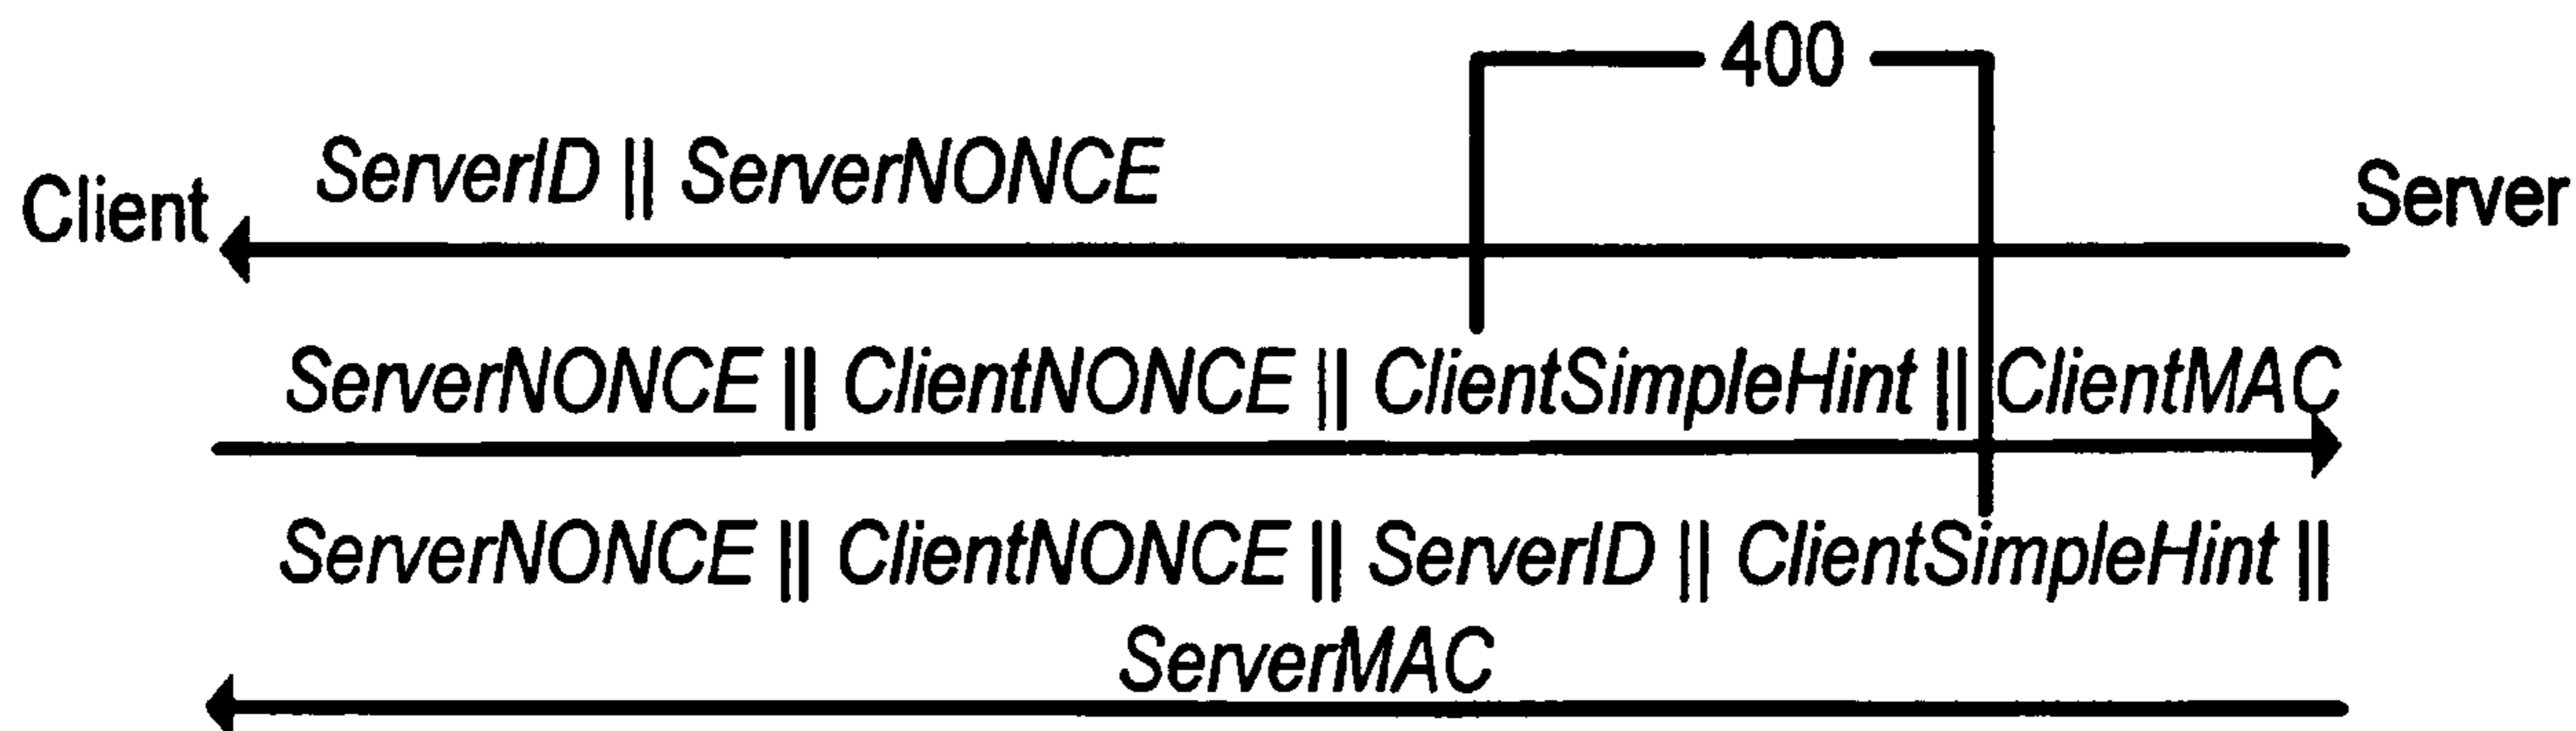 400
ServerID || ServerNONCE
Client
Server
ServerNONCE || ClientNONCE || ClientSimpleHint || ClientMAC
ServerNONCE || ClientNONCE || ServerID || ClientSimpleHint ||
ServerMAC